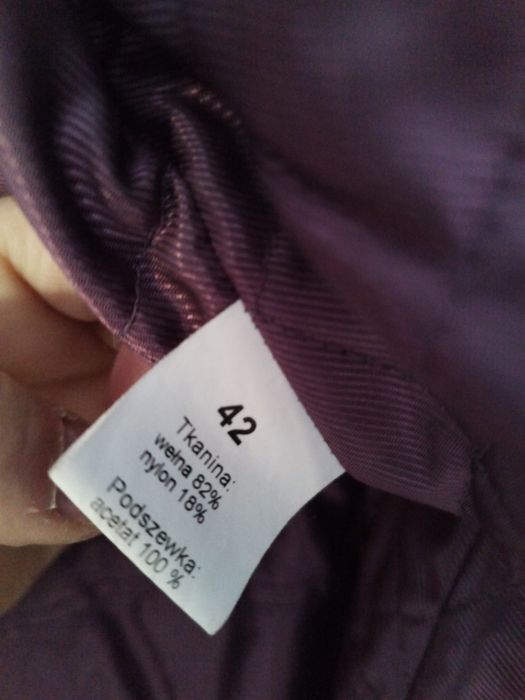 42
Tkanina:
wełna 82%
nylon 18%
Podszewka:
acetat 100 %